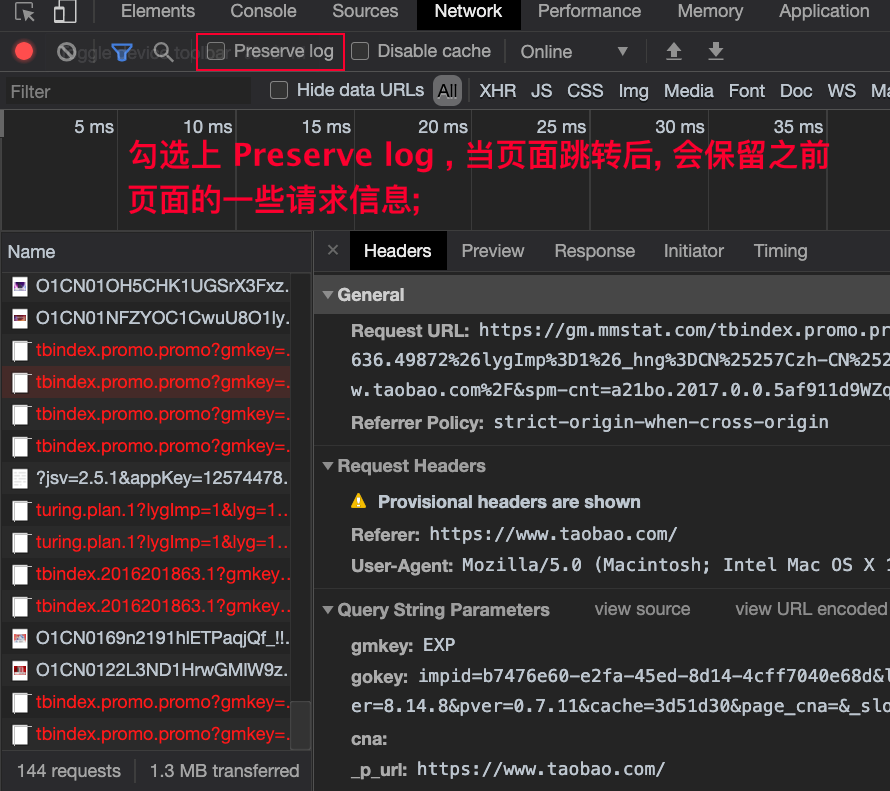 Elements Console Sources Network Performance Memory Application
Preserve log Disable cache Online
Filter Hide data URLs All XHR JS CSS Img Media Font Doc WS Ma
5 ms 10 ms 15 ms 20 ms 25 ms 30 ms 35 ms
勾选上 Preserve log , 当页面跳转后, 会保留之前
页面的一些请求信息;
Name
O1CN01OH5CHK1UGSrX3Fxz.
O1CN01NFZYOC1CwuU8O1ly.
tbindex.promo.promo?gmkey=.
tbindex.promo.promo?gmkey=.
tbindex.promo.promo?gmkey=.
tbindex.promo.promo?gmkey=.
?jsv=2.5.1&appKey=12574478.
turing.plan.1?lygImp=1&lyg=1..
turing.plan.1?lygImp=1&lyg=1..
tbindex.2016201863.1?gmkey..
tbindex.2016201863.1?gmkey..
O1CN0169n2191hlETPaqjQf_!!.
O1CN0122L3ND1HrwGMlW9z.
tbindex.promo.promo?gmkey=.
tbindex.promo.promo?gmkey=.
144 requests 1.3 MB transferred
× Headers Preview Response Initiator Timing
General
Request URL: https://gm.mmstat.com/tbindex.promo.pr
636.49872%26lygImp%3D1%26_hng%3DCN%25257Czh-CN%252
w.taobao.com%2F&spm-cnt=a21bo.2017.0.0.5af911d9WZq
Referrer Policy: strict-origin-when-cross-origin
Request Headers
Provisional headers are shown
Referer: https://www.taobao.com/
User-Agent: Mozilla/5.0 (Macintosh; Intel Mac OS X 1
Query String Parameters view source view URL encoded
gmkey: EXP
gokey: impid=b7476e60-e2fa-45ed-8d14-4cff7040e68d&l
er=8.14.8&pver=0.7.11&cache=3d51d30&page_cna=&_slo
cna:
_p_url: https://www.taobao.com/